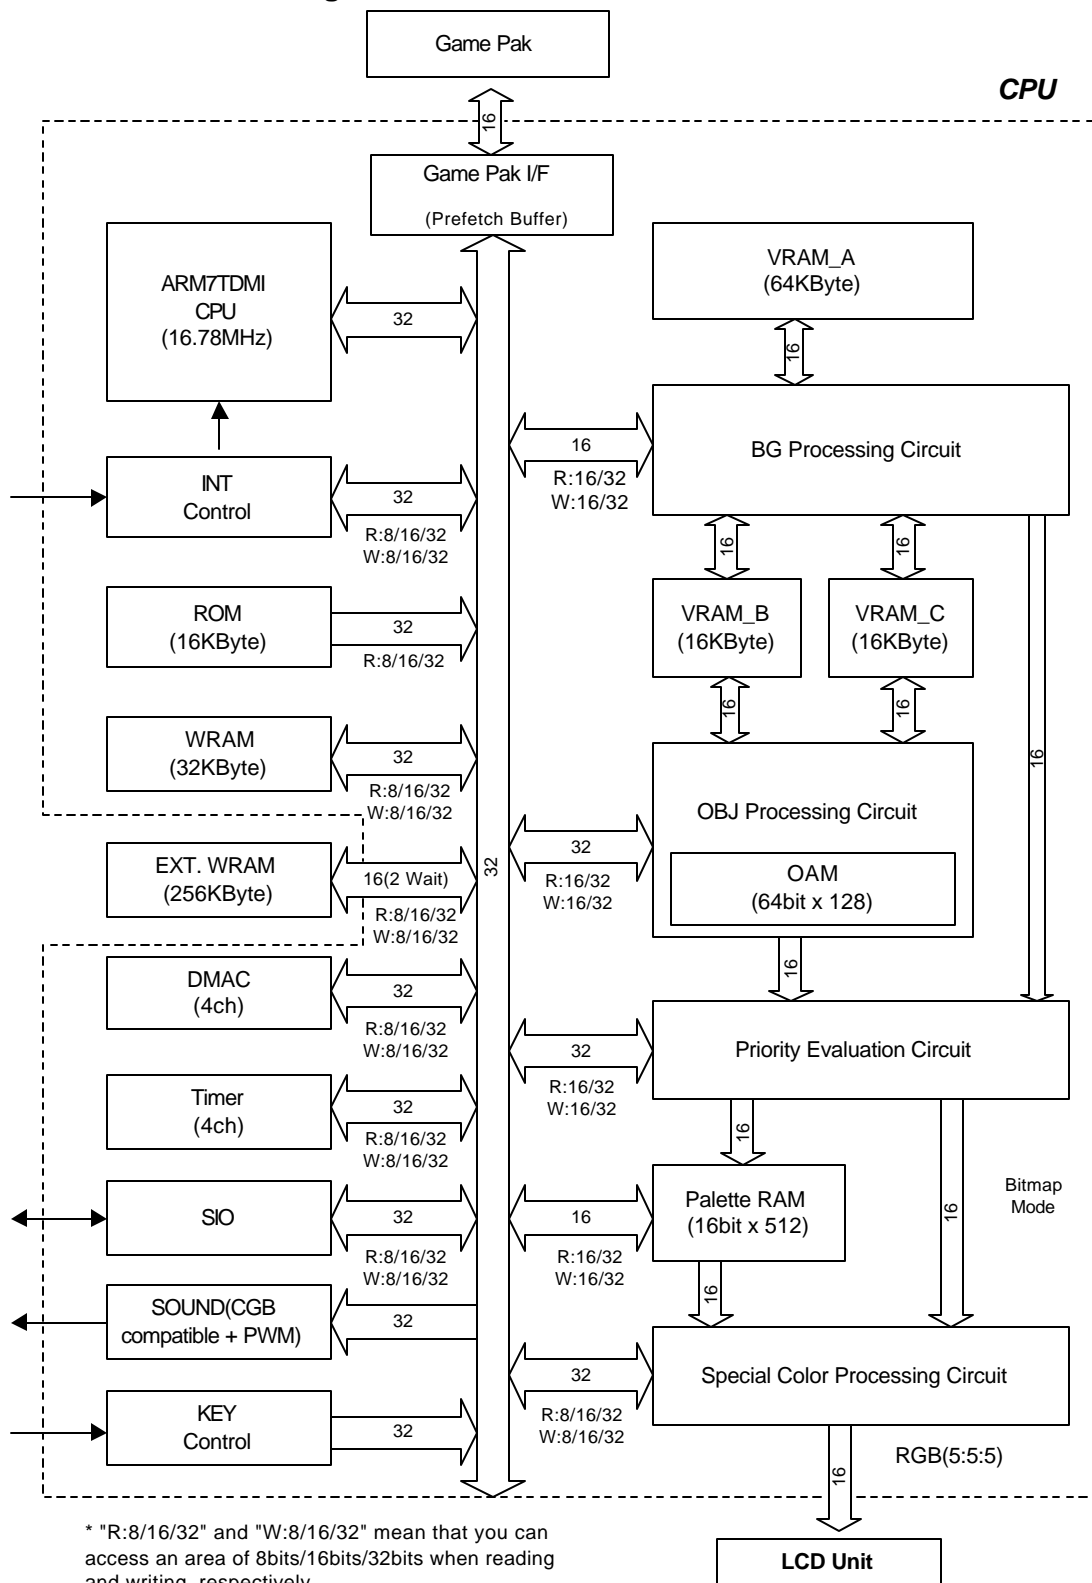 Game Pak
CPU
16
Game Pak I/F
(Prefetch Buffer)
ARM7TDMI
CPU
(16.78MHz)
32
VRAM_A
(64KByte)
16
BG Processing Circuit
16
R:16/32
W:16/32
INT
Control
32
R:8/16/32
W:8/16/32
16
16
ROM
(16KByte)
32
R:8/16/32
VRAM_B
(16KByte)
VRAM_C
(16KByte)
16
16
16
WRAM
(32KByte)
32
R:8/16/32
W:8/16/32
OBJ Processing Circuit
OAM
(64bit x 128)
32
R:16/32
W:16/32
32
EXT. WRAM
(256KByte)
16(2 Wait)
R:8/16/32
W:8/16/32
16
DMAC
(4ch)
32
R:8/16/32
W:8/16/32
Priority Evaluation Circuit
32
R:16/32
W:16/32
Timer
(4ch)
32
R:8/16/32
W:8/16/32
16
16
Bitmap
Mode
SIO
32
R:8/16/32
W:8/16/32
Palette RAM
(16bit x 512)
16
R:16/32
W:16/32
16
SOUND(CGB
compatible + PWM)
32
Special Color Processing Circuit
32
R:8/16/32
W:8/16/32
KEY
Control
32
16
RGB(5:5:5)
* "R:8/16/32" and "W:8/16/32" mean that you can
access an area of 8bits/16bits/32bits when reading
and writing, respectively
LCD Unit